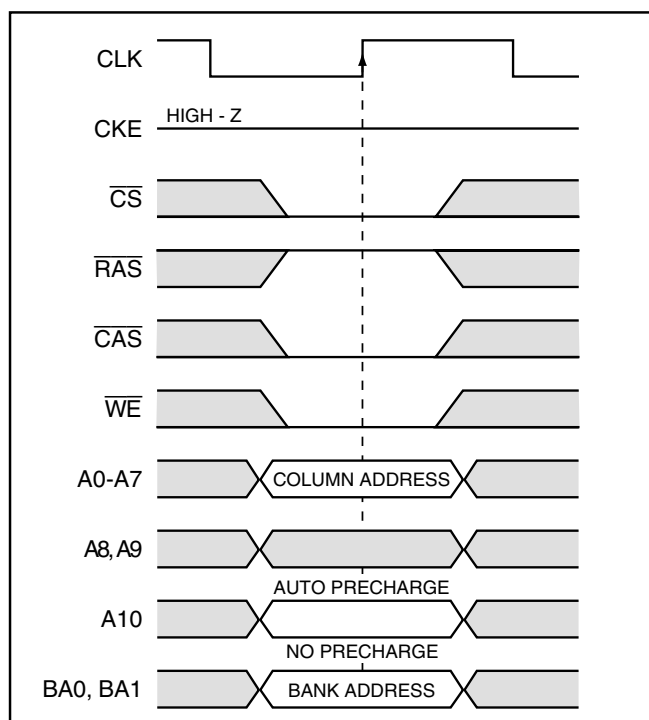 CLK
CKE HIGH - Z
CS
RAS
CAS
WE
A0-A7 COLUMN ADDRESS
A8, A9
AUTO PRECHARGE
A10
NO PRECHARGE
BA0, BA1 BANK ADDRESS